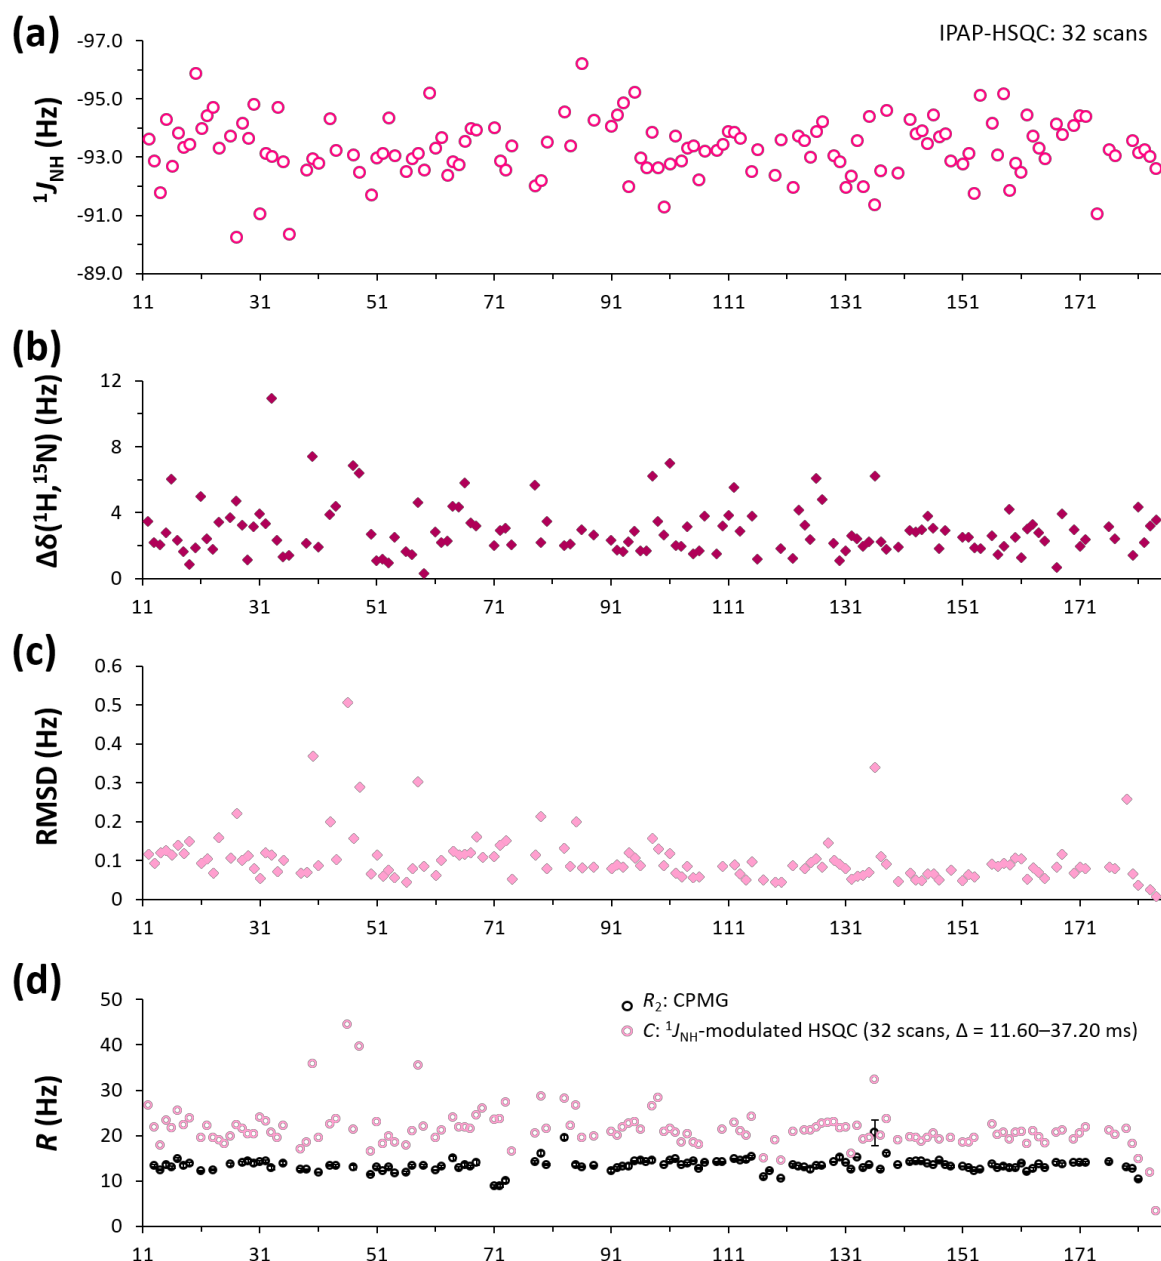 (a)
IPAP-HSQC: 32 scans
¹J_NH (Hz)
-97.0
-95.0
-93.0
-91.0
-89.0
11 31 51 71 91 111 131 151 171
(b)
Δδ(¹H,¹⁵N) (Hz)
12
8
4
0
11 31 51 71 91 111 131 151 171
(c)
RMSD (Hz)
0.6
0.5
0.4
0.3
0.2
0.1
0
11 31 51 71 91 111 131 151 171
(d)
R (Hz)
50
40
30
20
10
0
R₂: CPMG
C: ¹J_NH-modulated HSQC (32 scans, Δ = 11.60–37.20 ms)
11 31 51 71 91 111 131 151 171